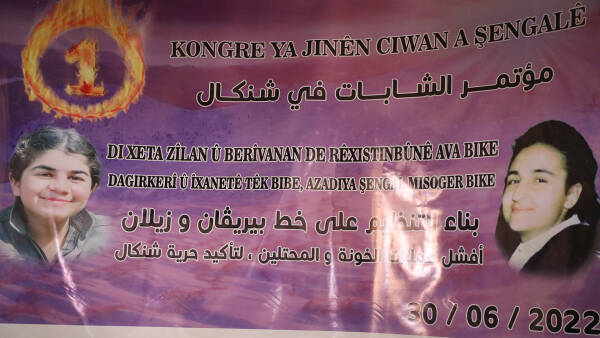 1
KONGRE YA JINÊN CIWAN A ŞENGALÊ
مؤتمر الشابات في شنكال
DI XETA ZÎLAN Û BERÎVANAN DE RÊXISTINBÛNÊ AVA BIKE
DAGIRKERÎ Û ÎXANETÊ TÊK BIBE, AZADIYA MISOGER BIKE
بناء التنظيم على خط بيريڤان و زيلان
أفشل الخونة و المحتلين ، لتأكيد حرية شنكال
30 / 06 / 2022